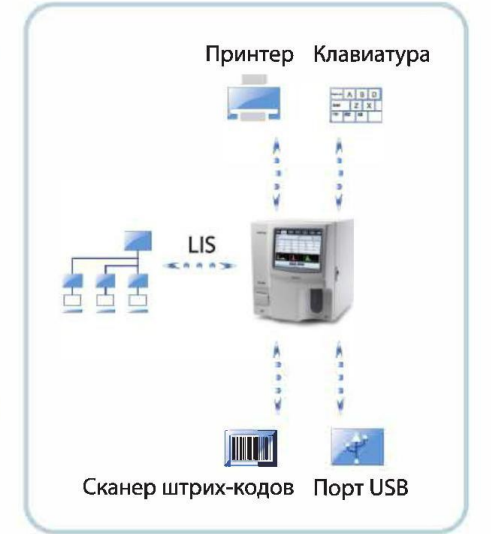 Принтер Клавиатура
A B D
Z X
LIS
Сканер штрих-кодов Порт USB